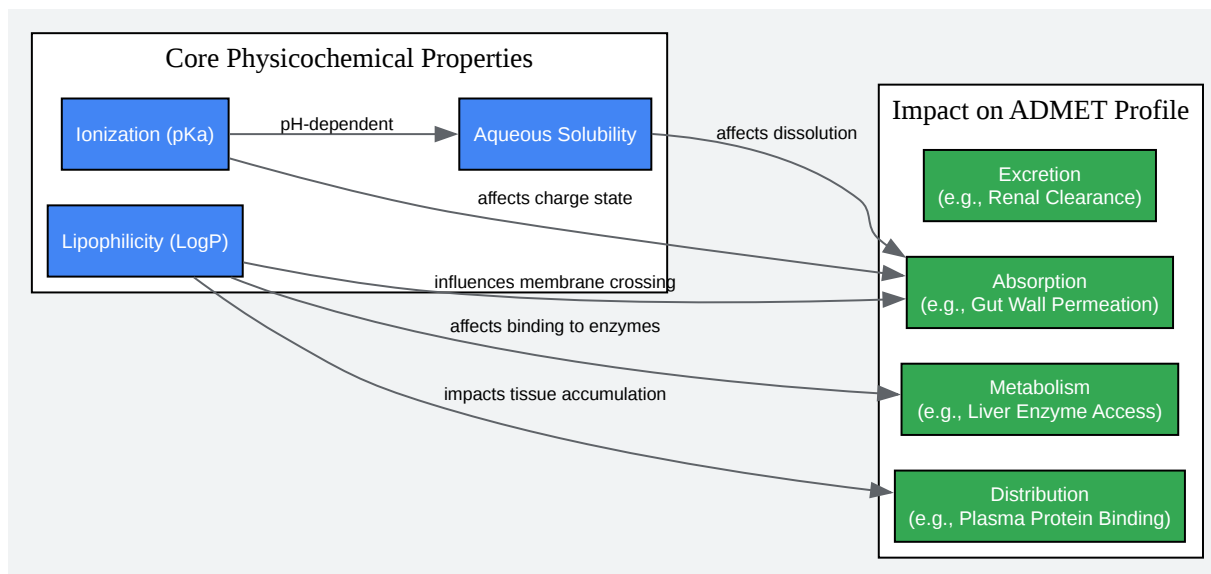 Core Physicochemical Properties
Ionization (pKa)
pH-dependent
Aqueous Solubility
Lipophilicity (LogP)
affects dissolution
affects charge state
influences membrane crossing
affects binding to enzymes
impacts tissue accumulation
Impact on ADMET Profile
Excretion
(e.g., Renal Clearance)
Absorption
(e.g., Gut Wall Permeation)
Metabolism
(e.g., Liver Enzyme Access)
Distribution
(e.g., Plasma Protein Binding)